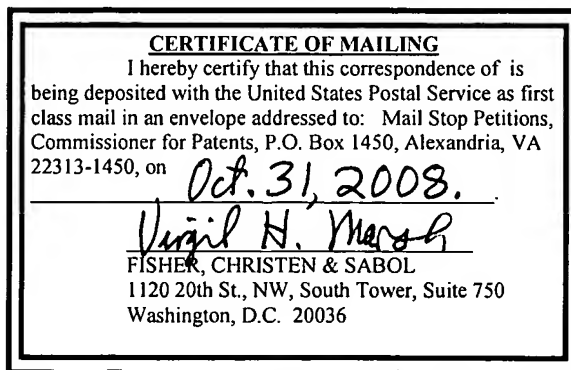 CERTIFICATE OF MAILING
I hereby certify that this correspondence of is
being deposited with the United States Postal Service as first
class mail in an envelope addressed to: Mail Stop Petitions,
Commissioner for Patents, P.O. Box 1450, Alexandria, VA
22313-1450, on Oct. 31, 2008.
Virgil H. Marsh
FISHER, CHRISTEN & SABOL
1120 20th St., NW, South Tower, Suite 750
Washington, D.C. 20036